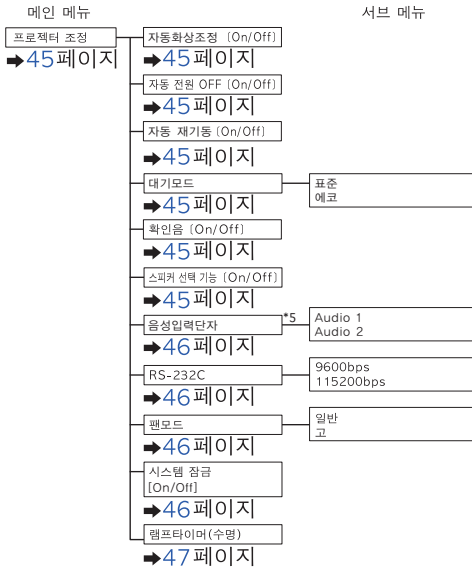 메인 메뉴
서브 메뉴
프로젝터 조정
➡45페이지
자동화상조정 [On/Off]
➡45페이지
자동 전원 OFF [On/Off]
➡45페이지
자동 재기동 [On/Off]
➡45페이지
대기모드
➡45페이지
표준
에코
확인음 [On/Off]
➡45페이지
스피커 선택 기능 [On/Off]
➡45페이지
음성입력단자
*5
➡46페이지
Audio 1
Audio 2
RS-232C
➡46페이지
9600bps
115200bps
팬모드
➡46페이지
일반
고
시스템 잠금
[On/Off]
➡46페이지
램프타이머(수명)
➡47페이지